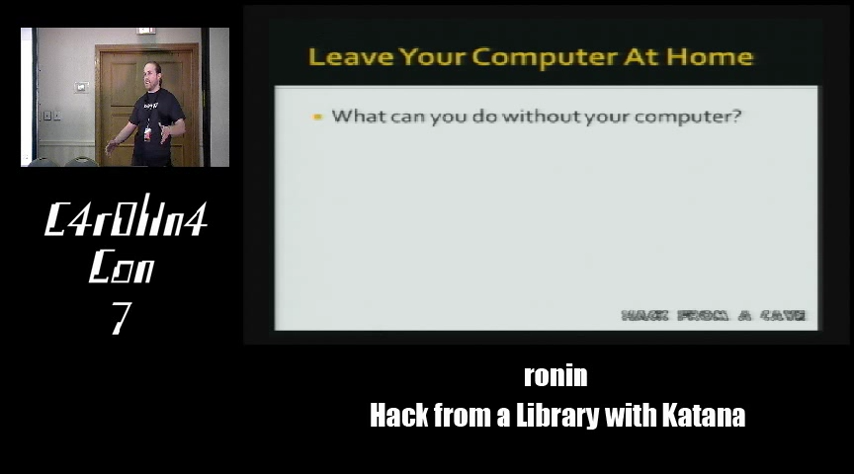 Leave Your Computer At Home
What can you do without your computer?
HACK FROM A CAVE
C4r0l1n4
Con
7
ronin
Hack from a Library with Katana